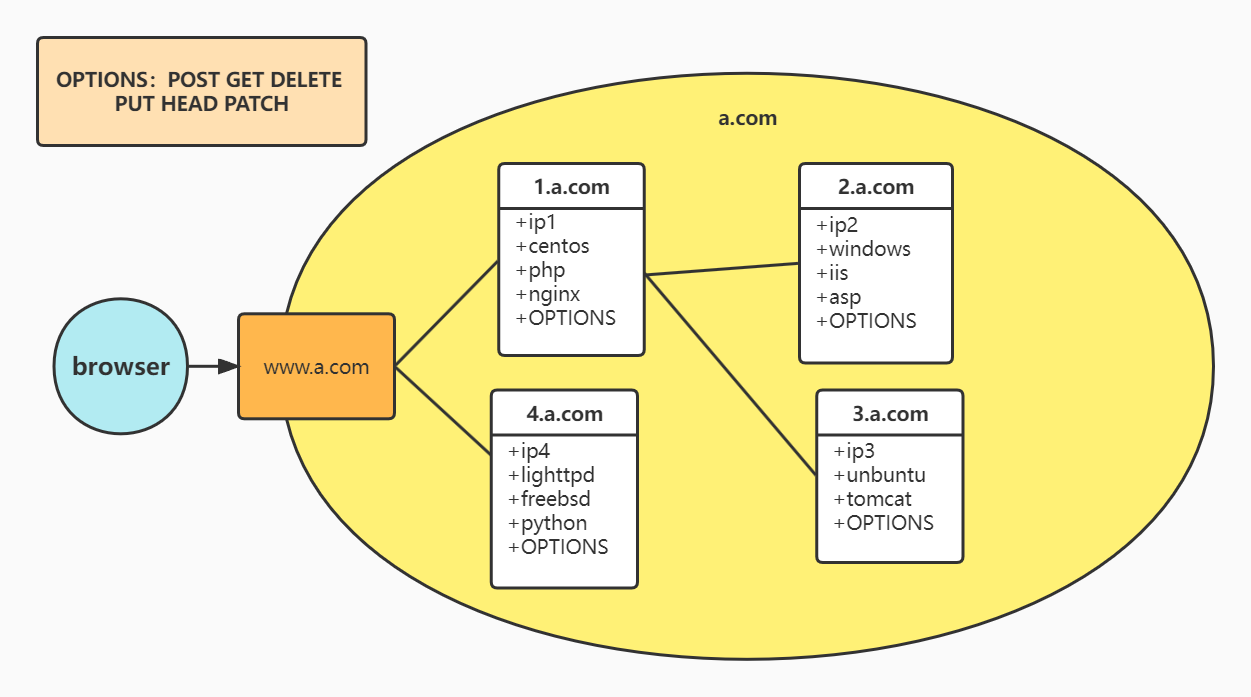 OPTIONS：POST GET DELETE
PUT HEAD PATCH
a.com
browser
www.a.com
1.a.com
+ip1
+centos
+php
+nginx
+OPTIONS
2.a.com
+ip2
+windows
+iis
+asp
+OPTIONS
4.a.com
+ip4
+lighttpd
+freebsd
+python
+OPTIONS
3.a.com
+ip3
+unbuntu
+tomcat
+OPTIONS